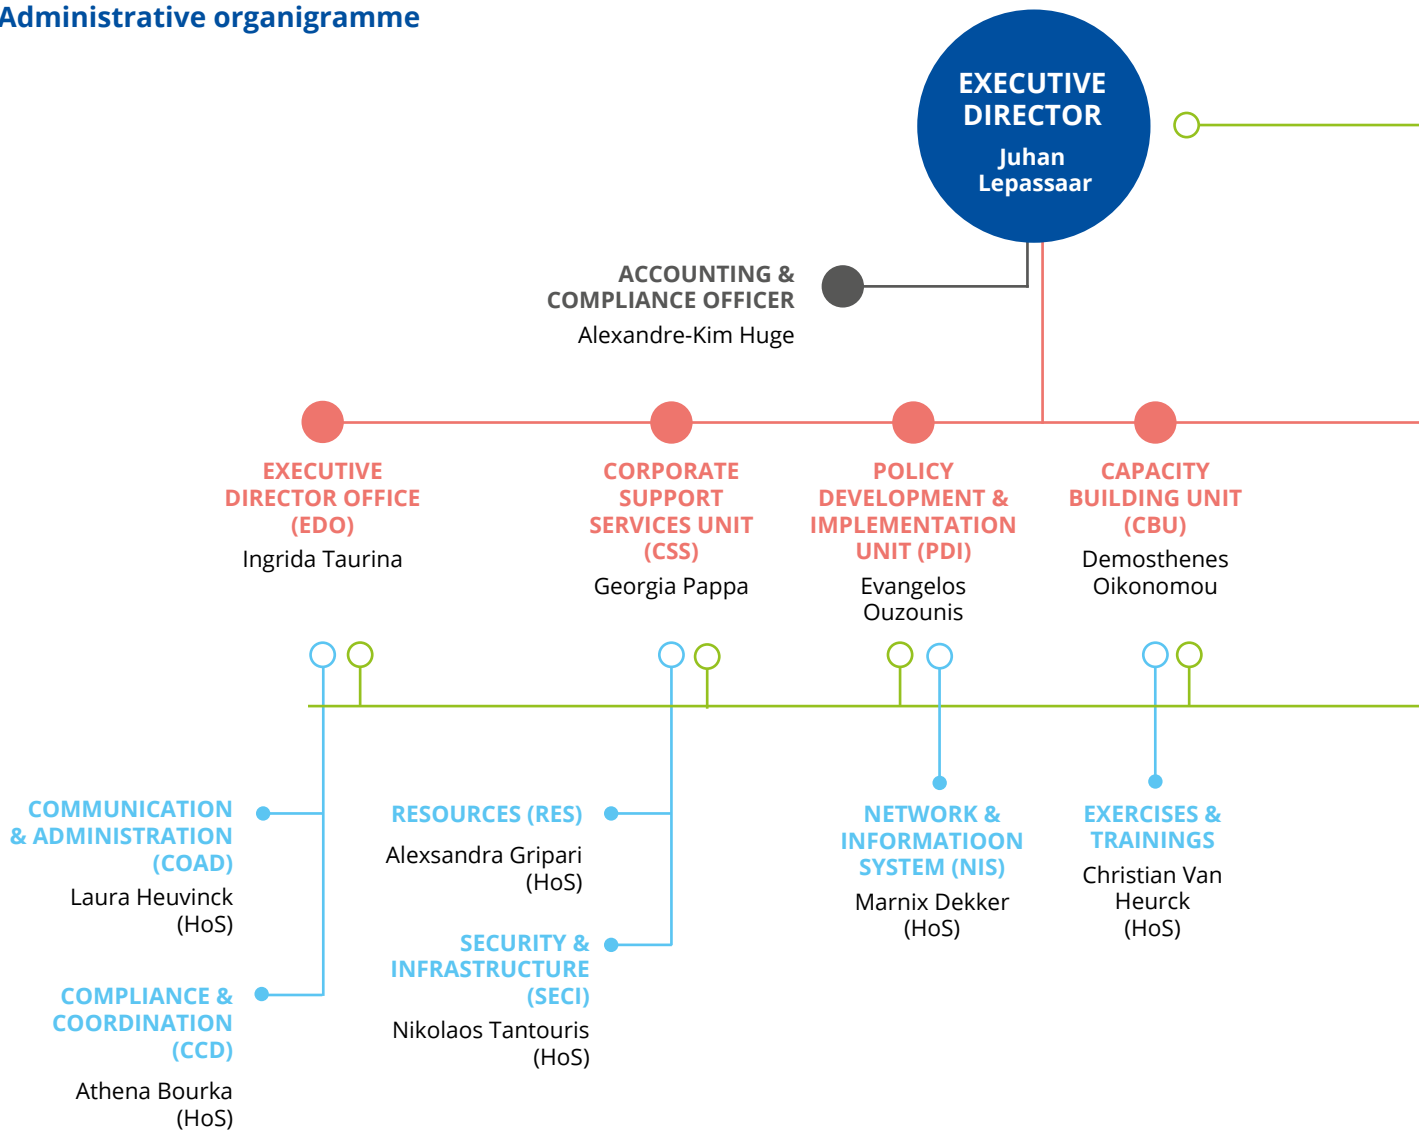 Administrative organigramme
EXECUTIVE
DIRECTOR
Juhan
Lepassaar
ACCOUNTING &
COMPLIANCE OFFICER
Alexandre-Kim Huge
EXECUTIVE
DIRECTOR OFFICE
(EDO)
Ingrida Taurina
CORPORATE
SUPPORT
SERVICES UNIT
(CSS)
Georgia Pappa
POLICY
DEVELOPMENT &
IMPLEMENTATION
UNIT (PDI)
Evangelos
Ouzounis
CAPACITY
BUILDING UNIT
(CBU)
Demosthenes
Oikonomou
COMMUNICATION
& ADMINISTRATION
(COAD)
Laura Heuvinck
(HoS)
COMPLIANCE &
COORDINATION
(CCD)
Athena Bourka
(HoS)
RESOURCES (RES)
Alexsandra Gripari
(HoS)
SECURITY &
INFRASTRUCTURE
(SECI)
Nikolaos Tantouris
(HoS)
NETWORK &
INFORMATIOON
SYSTEM (NIS)
Marnix Dekker
(HoS)
EXERCISES &
TRAININGS
Christian Van
Heurck
(HoS)